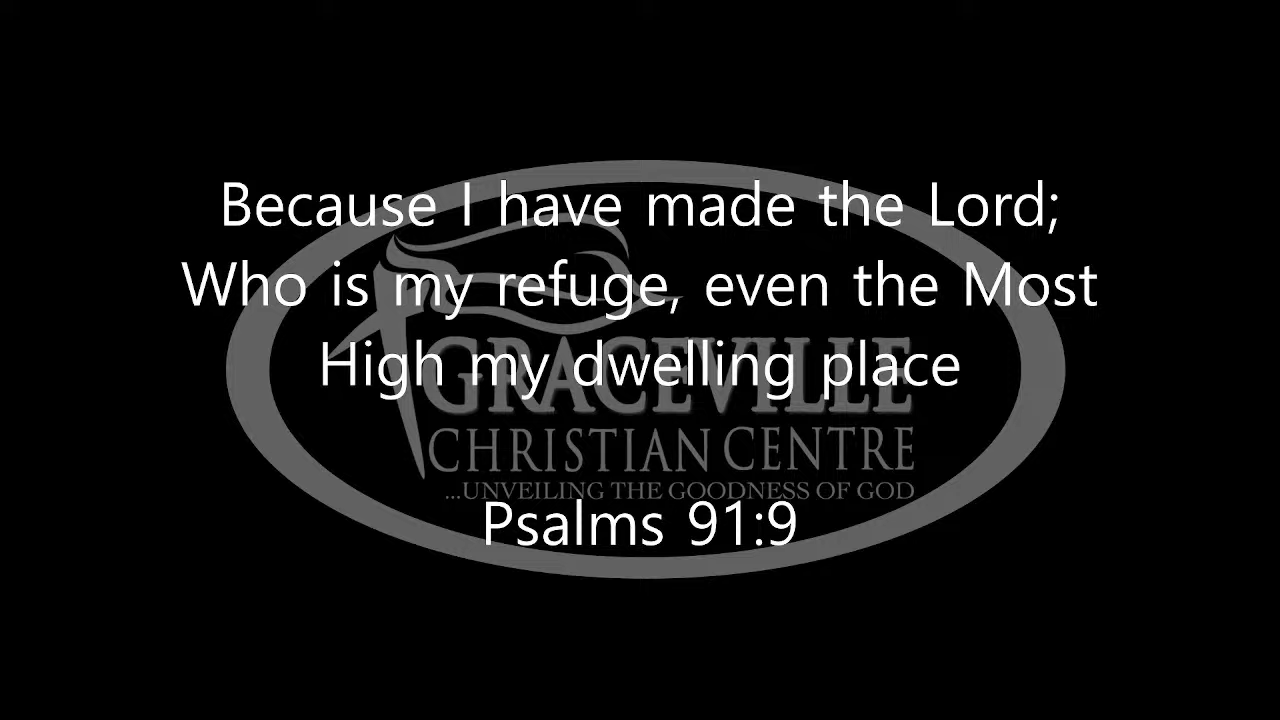 Because I have made the Lord;
Who is my refuge, even the Most
High my dwelling place
GRACEVILLE
CHRISTIAN CENTRE
...UNVEILING THE GOODNESS OF GOD
Psalms 91:9